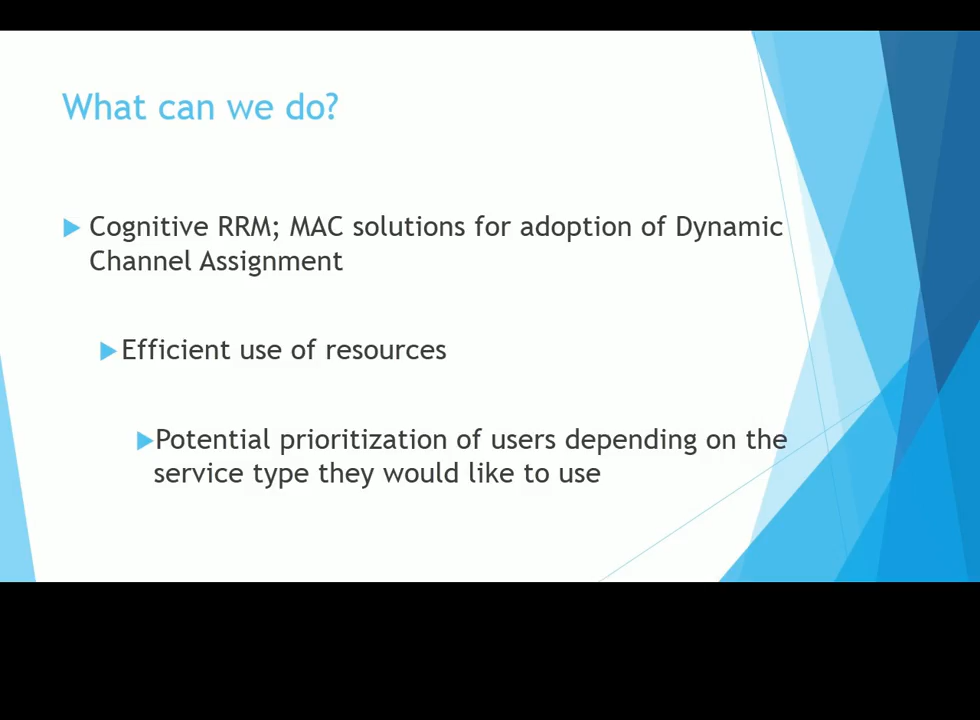 What can we do?
Cognitive RRM; MAC solutions for adoption of Dynamic
Channel Assignment
Efficient use of resources
Potential prioritization of users depending on the
service type they would like to use